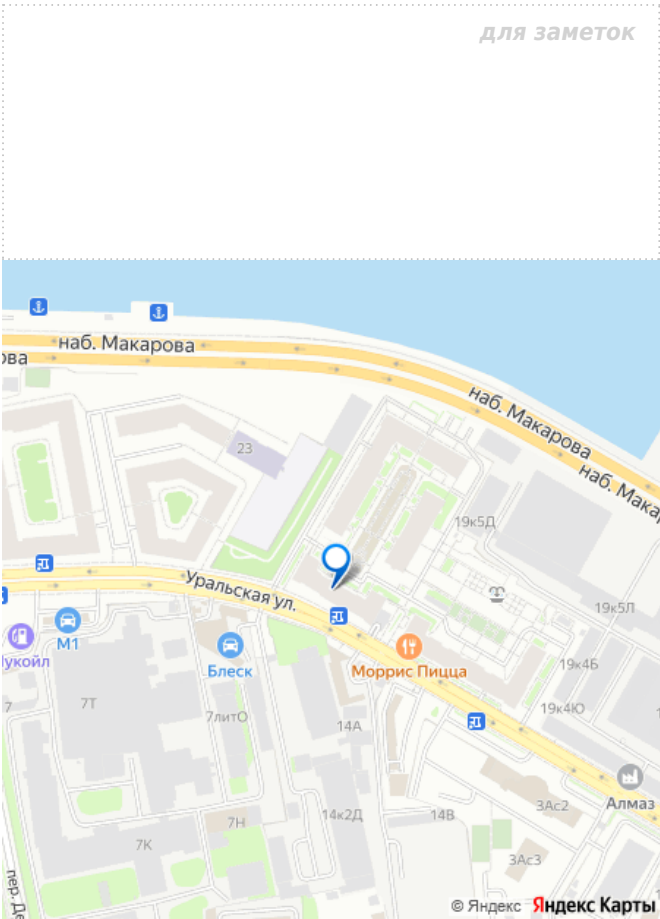 для заметок
наб. Макарова
ова
наб. Макарова
наб. Мака
23
19к5Д
Уральская ул.
19к5Л
М1
Лукойл
Блеск
Моррис Пицца
19к4Б
7
7Т
7литО
19к4Ю
14А
Алмаз
3Ас2
14к2Д
14В
7Н
7К
3Ас3
пер. Де
© Яндекс Яндекс Карты